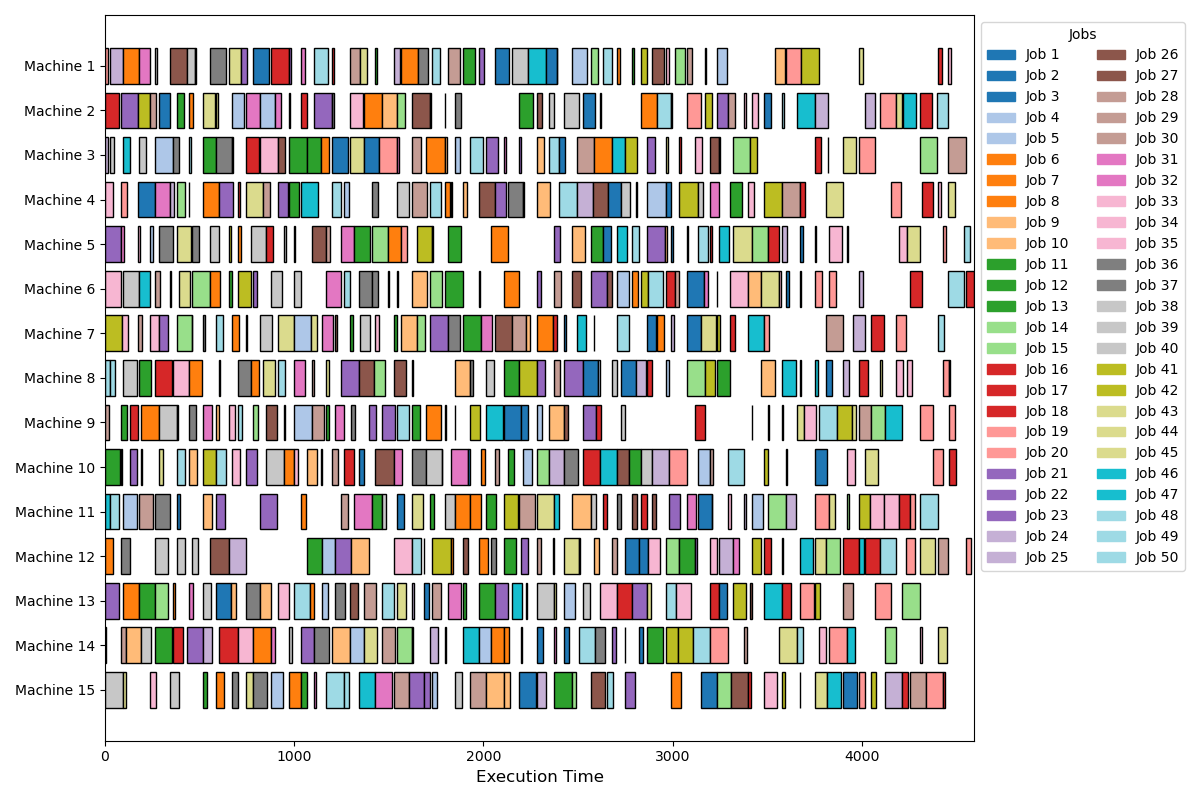 Machine 1
Machine 2
Machine 3
Machine 4
Machine 5
Machine 6
Machine 7
Machine 8
Machine 9
Machine 10
Machine 11
Machine 12
Machine 13
Machine 14
Machine 15
0 1000 2000 3000 4000
Execution Time
Jobs
Job 1 Job 26
Job 2 Job 27
Job 3 Job 28
Job 4 Job 29
Job 5 Job 30
Job 6 Job 31
Job 7 Job 32
Job 8 Job 33
Job 9 Job 34
Job 10 Job 35
Job 11 Job 36
Job 12 Job 37
Job 13 Job 38
Job 14 Job 39
Job 15 Job 40
Job 16 Job 41
Job 17 Job 42
Job 18 Job 43
Job 19 Job 44
Job 20 Job 45
Job 21 Job 46
Job 22 Job 47
Job 23 Job 48
Job 24 Job 49
Job 25 Job 50